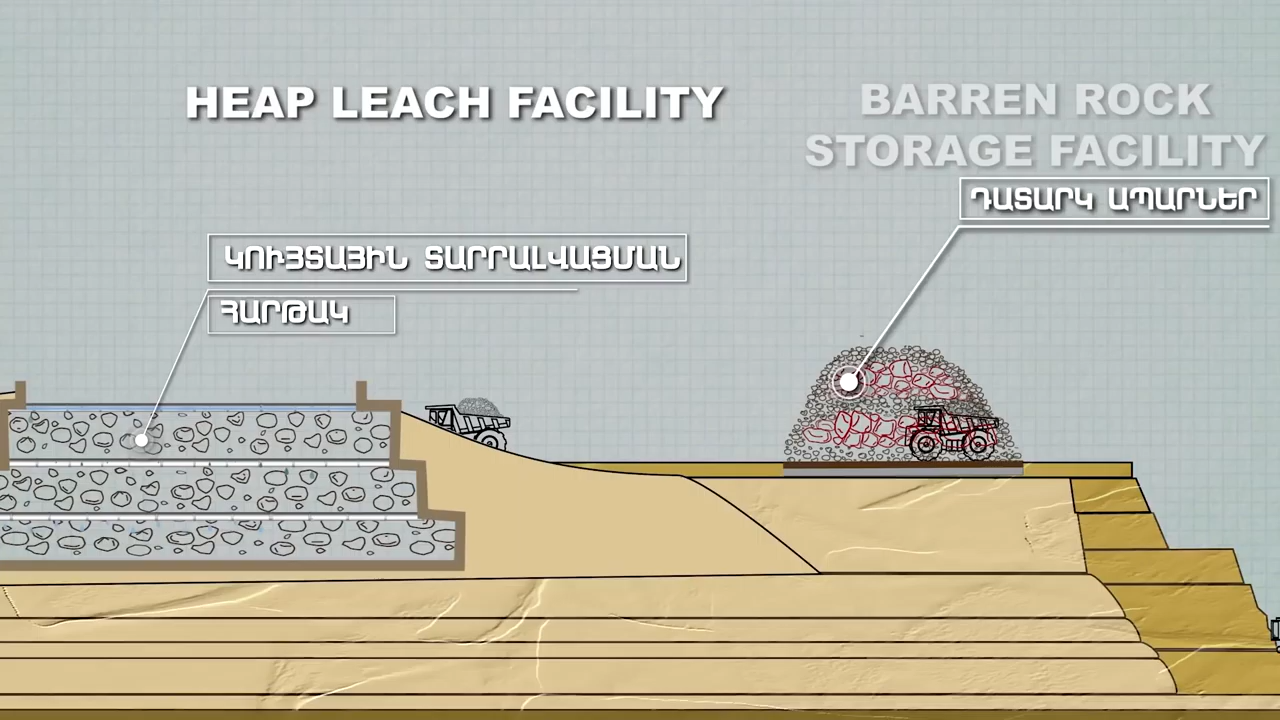 HEAP LEACH FACILITY
ԿՈՒՅՏԱՅԻՆ ՏԱՐՐԱԼՎԱՑՄԱՆ
ՀԱՐԹԱԿ
BARREN ROCK
STORAGE FACILITY
ԴԱՏԱՐԿ ԱՊԱՐՆԵՐ